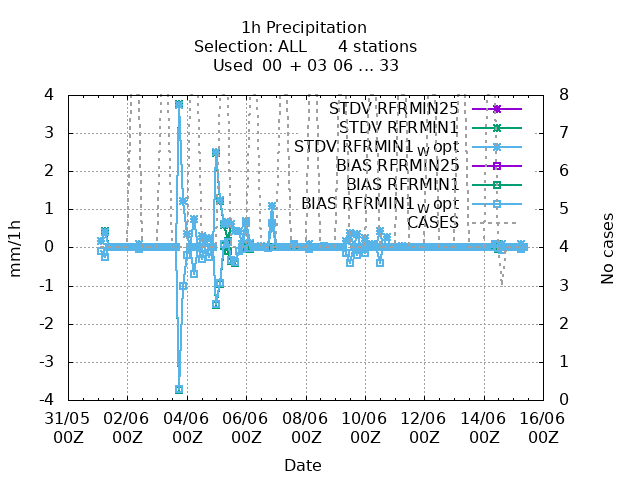 1h Precipitation
Selection: ALL 4 stations
Used 00 + 03 06 ... 33
STDV RFRMIN25
STDV RFRMIN1
STDV RFRMIN1w opt
BIAS RFRMIN25
BIAS RFRMIN1
BIAS RFRMIN1w opt
CASES
4
3
2
1
0
-1
-2
-3
-4
8
7
6
5
4
3
2
1
0
mm/1h
No cases
31/05 02/06 04/06 06/06 08/06 10/06 12/06 14/06 16/06
00Z 00Z 00Z 00Z 00Z 00Z 00Z 00Z 00Z
Date